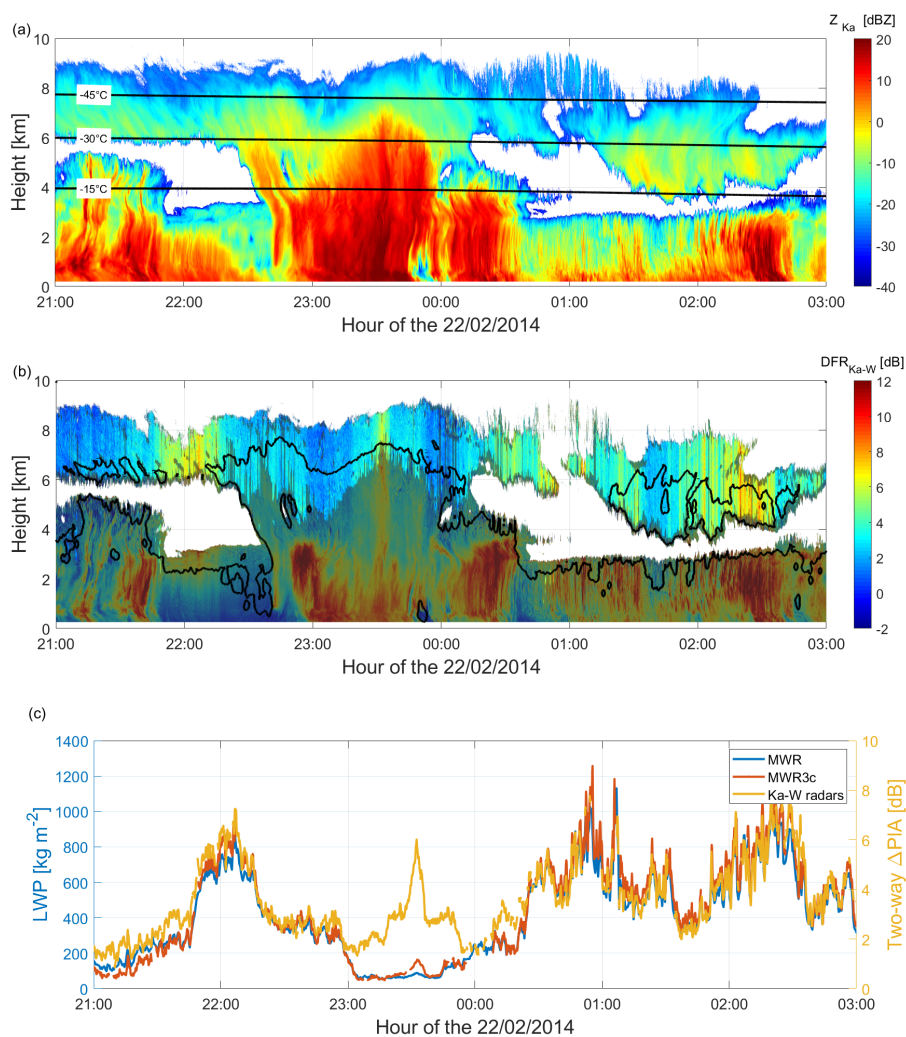 (a)
Z Ka [dBZ]
10
8
6
4
2
0
Height [km]
-45°C
-30°C
-15°C
20
10
0
-10
-20
-30
-40
21:00 22:00 23:00 00:00 01:00 02:00 03:00
Hour of the 22/02/2014
(b)
DFR Ka-W [dB]
10
8
6
4
2
0
Height [km]
12
10
8
6
4
2
0
-2
21:00 22:00 23:00 00:00 01:00 02:00 03:00
Hour of the 22/02/2014
(c)
1400
1200
1000
800
600
400
200
0
LWP [kg m-2]
MWR
MWR3c
Ka-W radars
10
8
6
4
2
0
Two-way ΔPIA [dB]
21:00 22:00 23:00 00:00 01:00 02:00 03:00
Hour of the 22/02/2014